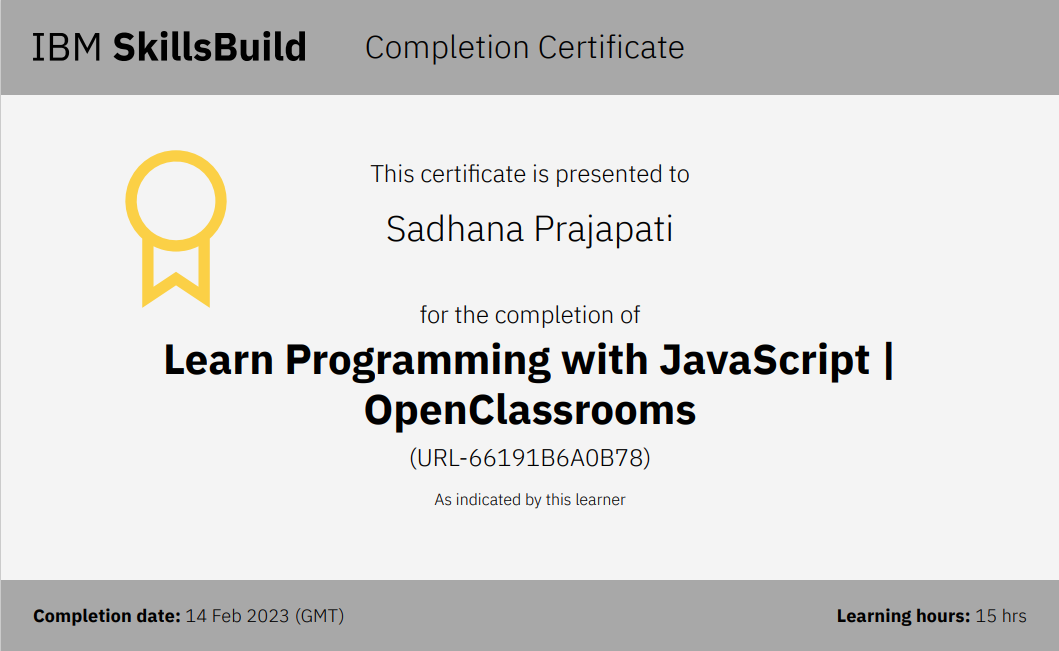 IBM SkillsBuild Completion Certificate
This certificate is presented to
Sadhana Prajapati
for the completion of
Learn Programming with JavaScript |
OpenClassrooms
(URL-66191B6A0B78)
As indicated by this learner
Completion date: 14 Feb 2023 (GMT) Learning hours: 15 hrs